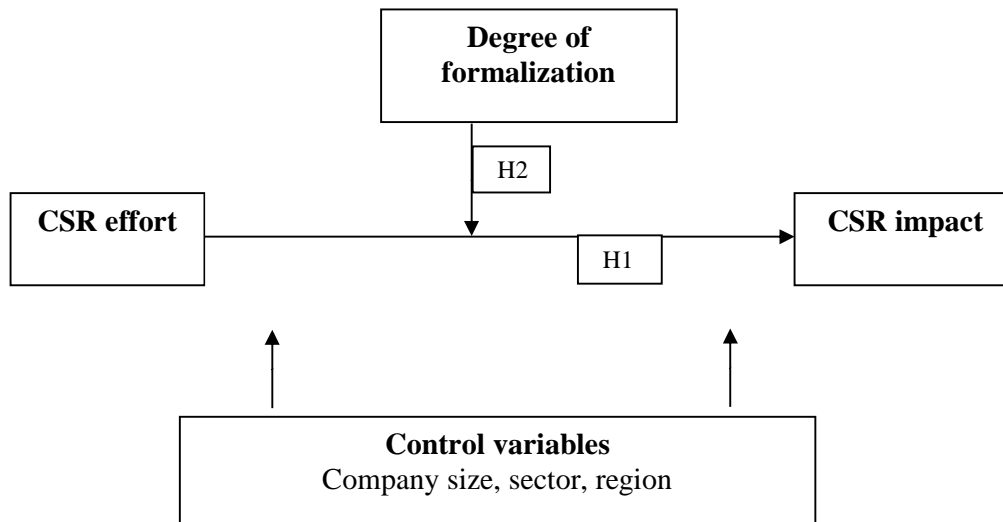 Degree of
formalization
H2
CSR effort
CSR impact
H1
Control variables
Company size, sector, region